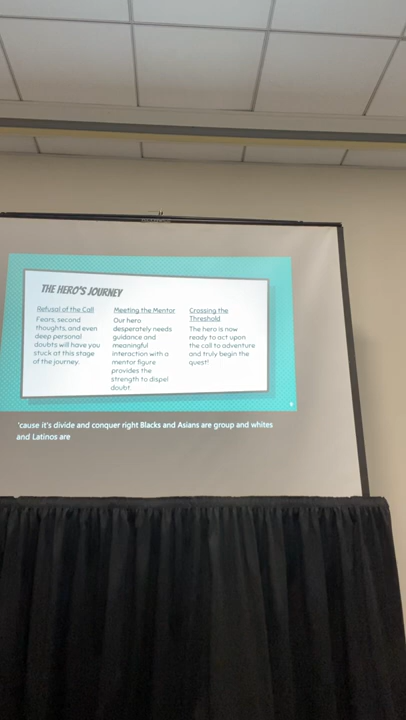 THE HERO'S JOURNEY
Refusal of the Call
Fears, second
thoughts, and even
deep personal
doubts will have you
stuck at this stage
of the journey.
Meeting the Mentor
Our hero
desperately needs
guidance and
meaningful
interaction with a
mentor figure
provides the
strength to dispel
doubt.
Crossing the
Threshold
The hero is now
ready to act upon
the call to adventure
and truly begin the
quest!
'cause it's divide and conquer right Blacks and Asians are group and whites
and Latinos are